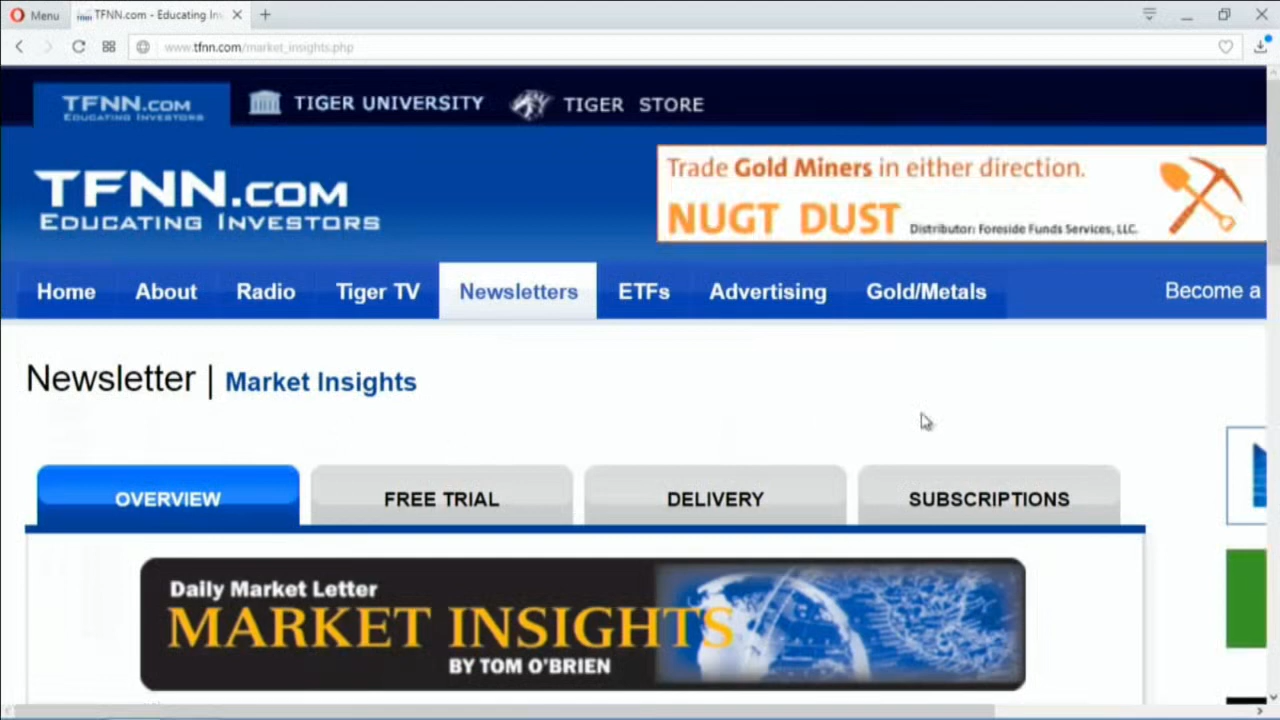 Menu
TFNN.com - Educating In
www.tfnn.com/market_insights.php
TFNN.COM
EDUCATING INVESTORS
TIGER UNIVERSITY
TIGER STORE
TFNN.COM
EDUCATING INVESTORS
Trade Gold Miners in either direction.
NUGT DUST Distributor: Foreside Funds Services, LLC.
Home About Radio Tiger TV Newsletters ETFs Advertising Gold/Metals Become a
Newsletter | Market Insights
OVERVIEW FREE TRIAL DELIVERY SUBSCRIPTIONS
Daily Market Letter
MARKET INSIGHTS
BY TOM O'BRIEN